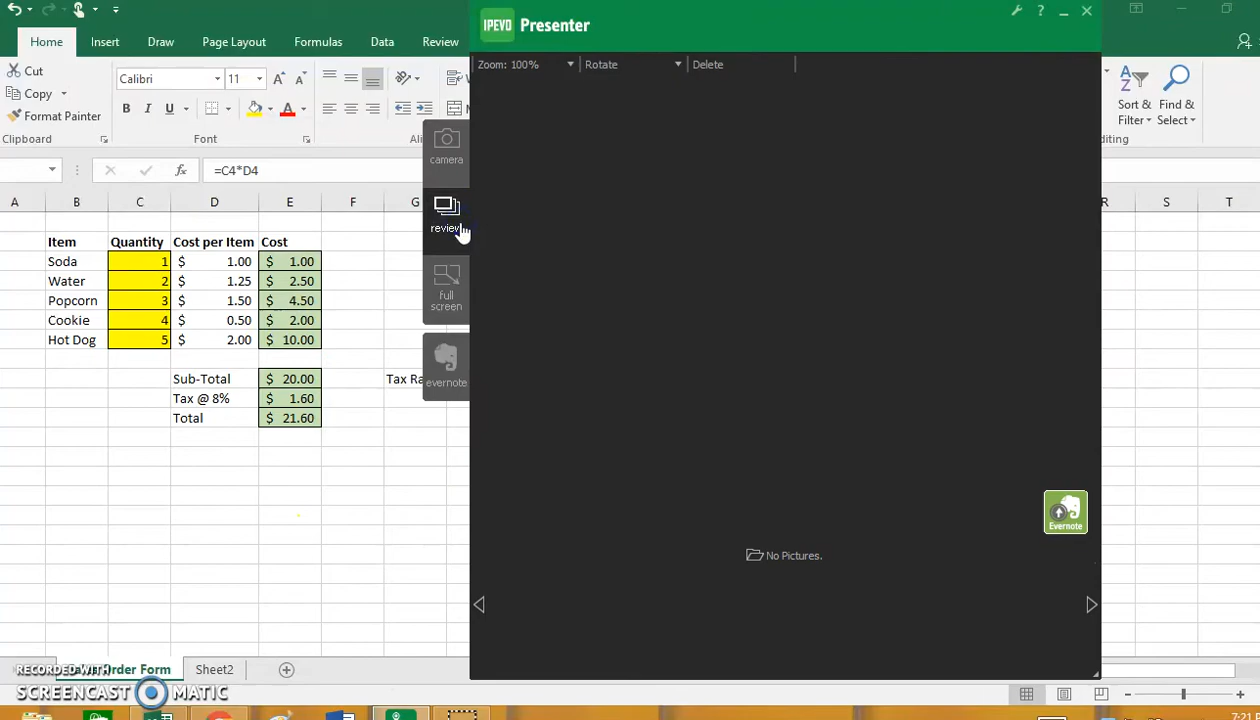 IPEVO Presenter
Home Insert Draw Page Layout Formulas Data Review
Zoom: 100% Rotate Delete
Cut
Copy
Format Painter
Calibri 11
B I U A
Sort & Find &
Filter Select
Clipboard Font
=C4*D4
A B C D E F G R S T
camera
review
full
screen
evernote
Item Quantity Cost per Item Cost
Soda 1 $ 1.00 $ 1.00
Water 2 $ 1.25 $ 2.50
Popcorn 3 $ 1.50 $ 4.50
Cookie 4 $ 0.50 $ 2.00
Hot Dog 5 $ 2.00 $ 10.00
Sub-Total $ 20.00 Tax Ra
Tax @ 8% $ 1.60
Total $ 21.60
Evernote
No Pictures.
Order Form Sheet2
RECORDED WITH
SCREENCAST MATIC